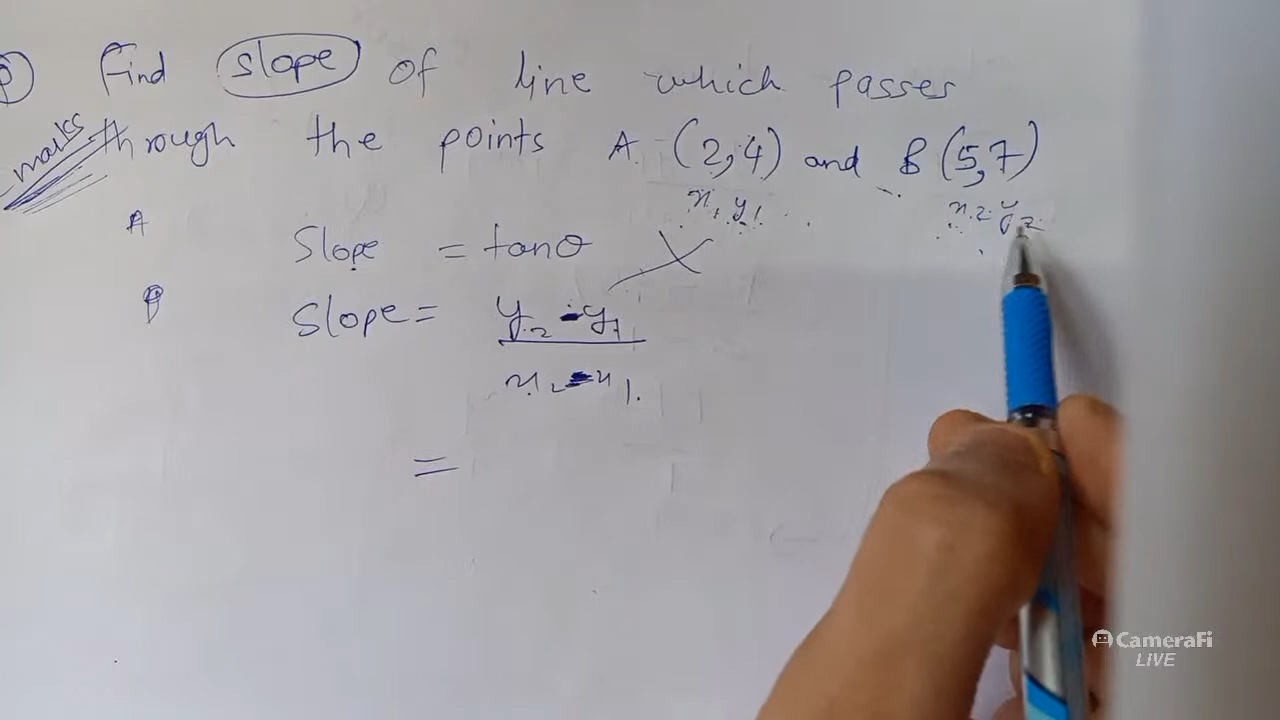 Find slope of line which passes
marks through the points A (2,4) and B (5,7)
x1 y1 x2 y2
A
Slope = tanθ
B
Slope = y2 - y1
x2 - x1
=
CameraFi
LIVE